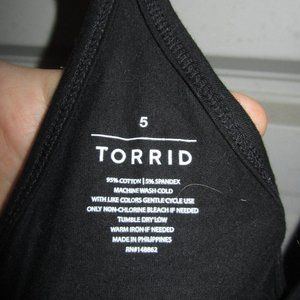 5
TORRID
95% COTTON | 5% SPANDEX
MACHINE WASH COLD
WITH LIKE COLORS GENTLE CYCLE USE
ONLY NON-CHLORINE BLEACH IF NEEDED
TUMBLE DRY LOW
WARM IRON IF NEEDED
MADE IN PHILIPPINES
RN#148862